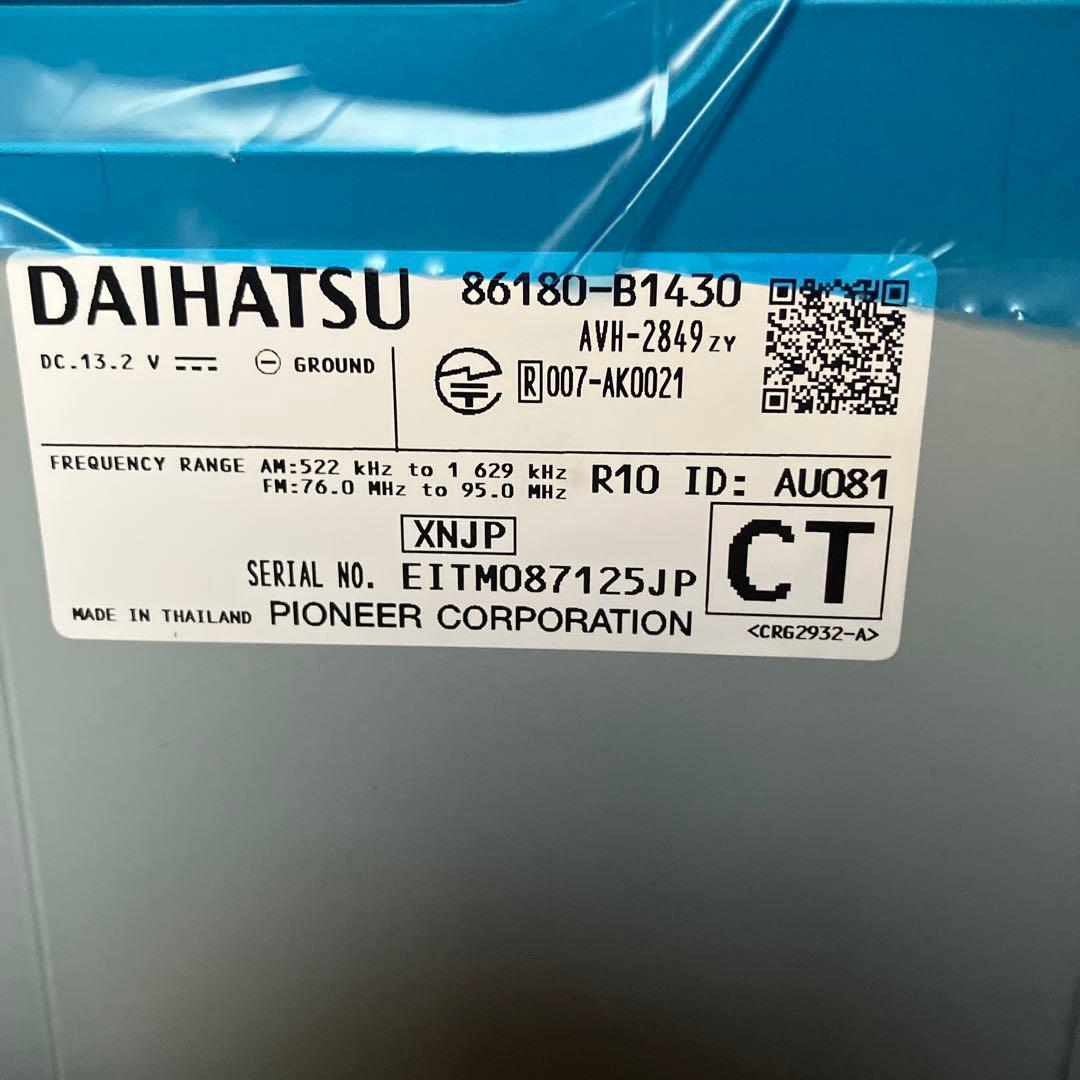 DAIHATSU 86180-B1430
AVH-2849ZY
DC.13.2 V GROUND
R 007-AK0021
FREQUENCY RANGE AM:522 kHz to 1 629 kHz
FM:76.0 MHz to 95.0 MHz
R10 ID: AU081
XNJP
CT
SERIAL NO. EITM087125JP
MADE IN THAILAND PIONEER CORPORATION
<CRG2932-A>